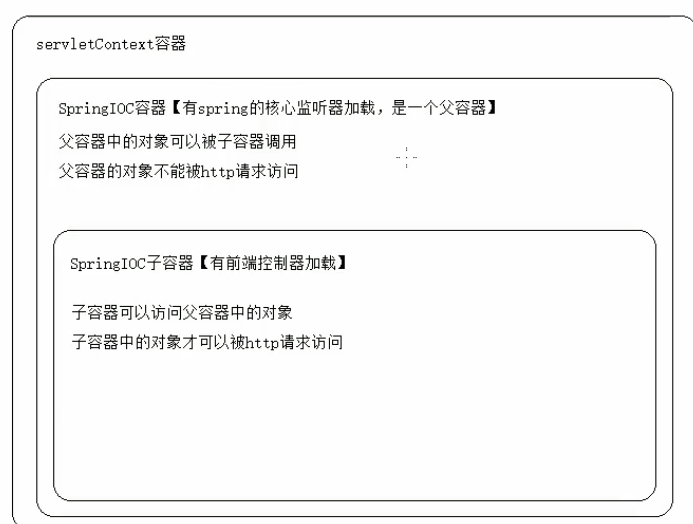 servletContext容器
SpringIOC容器【有spring的核心监听器加载，是一个父容器】
父容器中的对象可以被子容器调用
父容器的对象不能被http请求访问
SpringIOC子容器【有前端控制器加载】
子容器可以访问父容器中的对象
子容器中的对象才可以被http请求访问